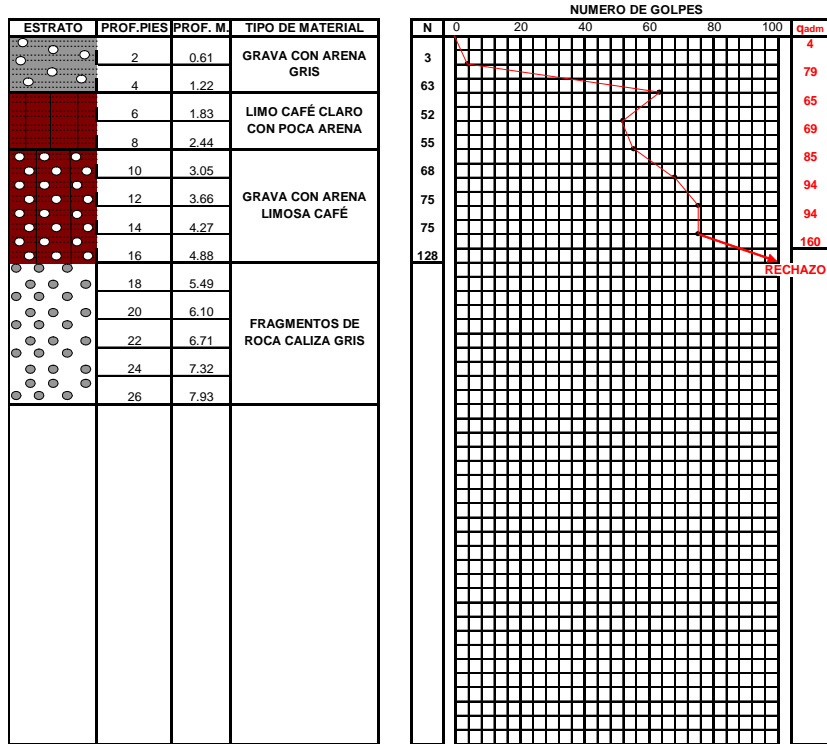 NUMERO DE GOLPES
ESTRATO PROF.PIES PROF. M. TIPO DE MATERIAL N 0 20 40 60 80 100 qadm
2 0.61 GRAVA CON ARENA GRIS 3 4
4 1.22 63 79
6 1.83 LIMO CAFÉ CLARO CON POCA ARENA 52 65
8 2.44 55 69
10 3.05 68 85
12 3.66 GRAVA CON ARENA LIMOSA CAFÉ 75 94
14 4.27 75 94
16 4.88 128 160
RECHAZO
18 5.49
20 6.10
FRAGMENTOS DE
22 6.71 ROCA CALIZA GRIS
24 7.32
26 7.93